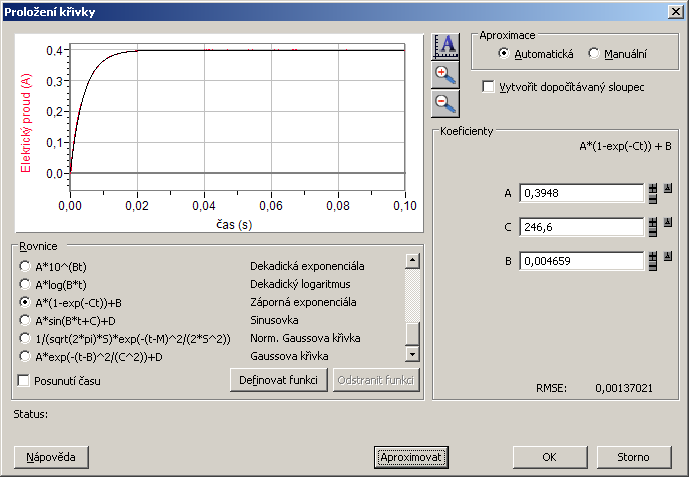 Proložení křivky
Elekrický proud (A)
0,4
0,3
0,2
0,1
0,0
0,00 0,02 0,04 0,06 0,08 0,10
čas (s)
Aproximace
Automatická Manuální
Vytvořit dopočítávaný sloupec
Koeficienty
A*(1-exp(-Ct)) + B
A 0,3948
C 246,6
B 0,004659
RMSE: 0,00137021
Rovnice
A*10^(Bt) Dekadická exponenciála
A*log(B*t) Dekadický logaritmus
A*(1-exp(-Ct))+B Záporná exponenciála
A*sin(B*t+C)+D Sinusovka
1/(sqrt(2*pi)*S)*exp(-(t-M)^2/(2*S^2)) Norm. Gaussova křivka
A*exp(-(t-B)^2/(C^2))+D Gaussova křivka
Posunutí času Definovat funkci Odstranit funkci
Status:
Nápověda Aproximovat OK Storno